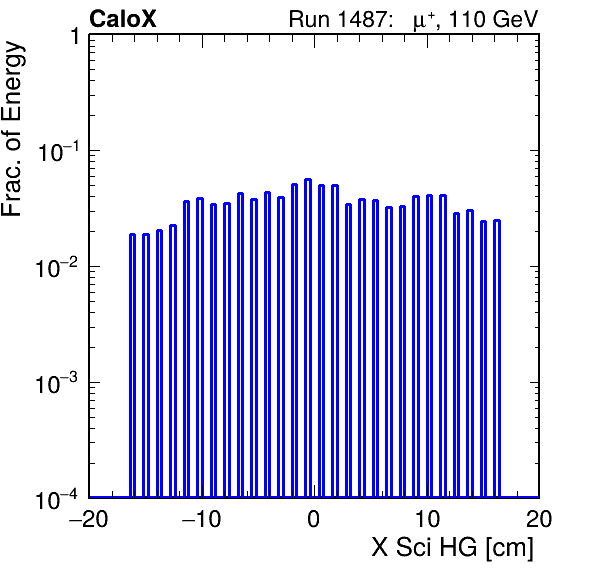 CaloX Run 1487: μ⁺, 110 GeV
Frac. of Energy
1
10⁻¹
10⁻²
10⁻³
10⁻⁴
−20 −10 0 10 20
X Sci HG [cm]